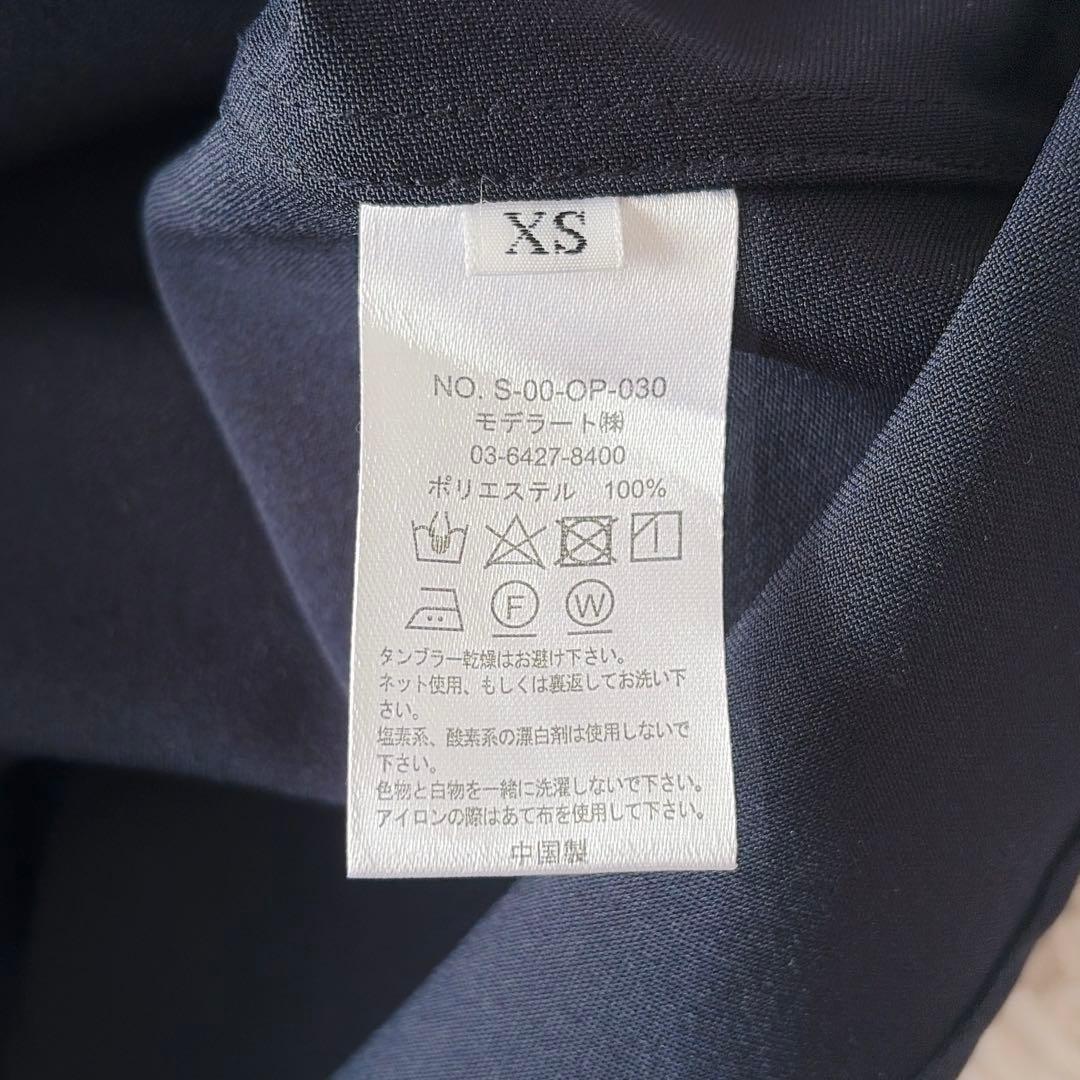 XS
NO. S-00-OP-030
モデラート㈱
03-6427-8400
ポリエステル 100%
F W
タンブラー乾燥はお避け下さい。
ネット使用、もしくは裏返してお洗い下
さい。
塩素系、酸素系の漂白剤は使用しないで
下さい。
色物と白物を一緒に洗濯しないで下さい。
アイロンの際はあて布を使用して下さい。
中国製